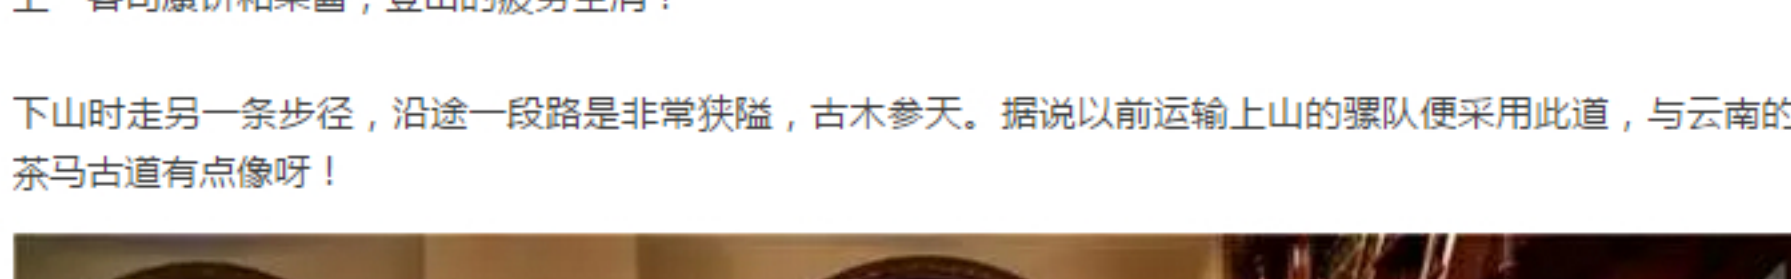 下山时走另一条步径，沿途一段路是非常狭隘，古木参天。据说以前运输上山的骡队便采用此道，与云南的
茶马古道有点像呀！